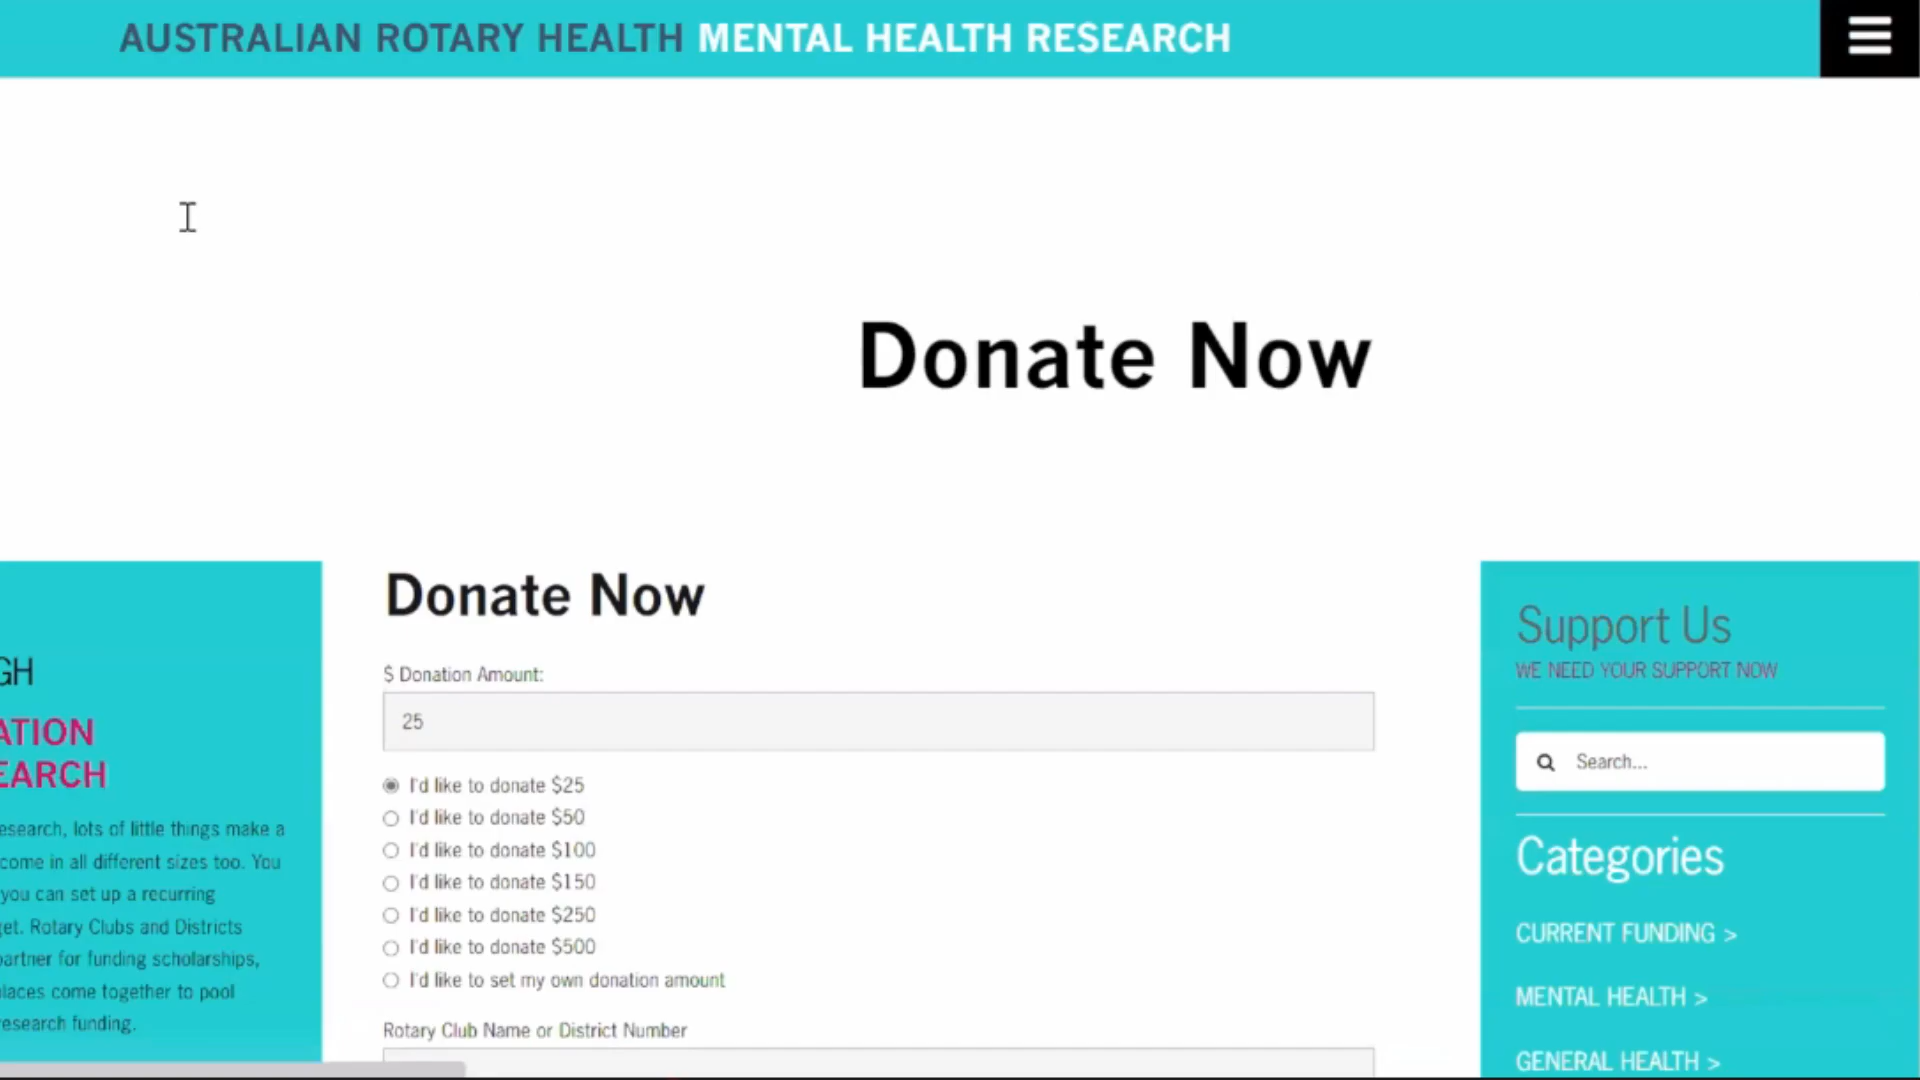 AUSTRALIAN ROTARY HEALTH MENTAL HEALTH RESEARCH
Donate Now
GH
ATION
EARCH
esearch, lots of little things make a
come in all different sizes too. You
you can set up a recurring
get. Rotary Clubs and Districts
partner for funding scholarships,
laces come together to pool
esearch funding.
Donate Now
$ Donation Amount:
25
I'd like to donate $25
I'd like to donate $50
I'd like to donate $100
I'd like to donate $150
I'd like to donate $250
I'd like to donate $500
I'd like to set my own donation amount
Rotary Club Name or District Number
Support Us
WE NEED YOUR SUPPORT NOW
Search...
Categories
CURRENT FUNDING >
MENTAL HEALTH >
GENERAL HEALTH >